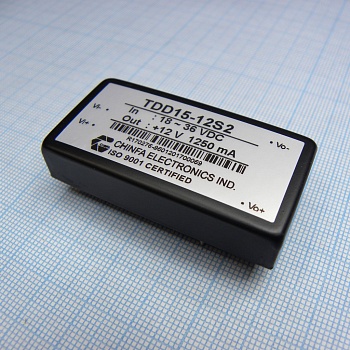 TDD15-12S2
In : 18 ~ 36 VDC
Out : +12 V 1250 mA
CHINFA ELECTRONICS IND.
ISO 9001 CERTIFIED
Vi-
Vi+
Vo-
Vo+